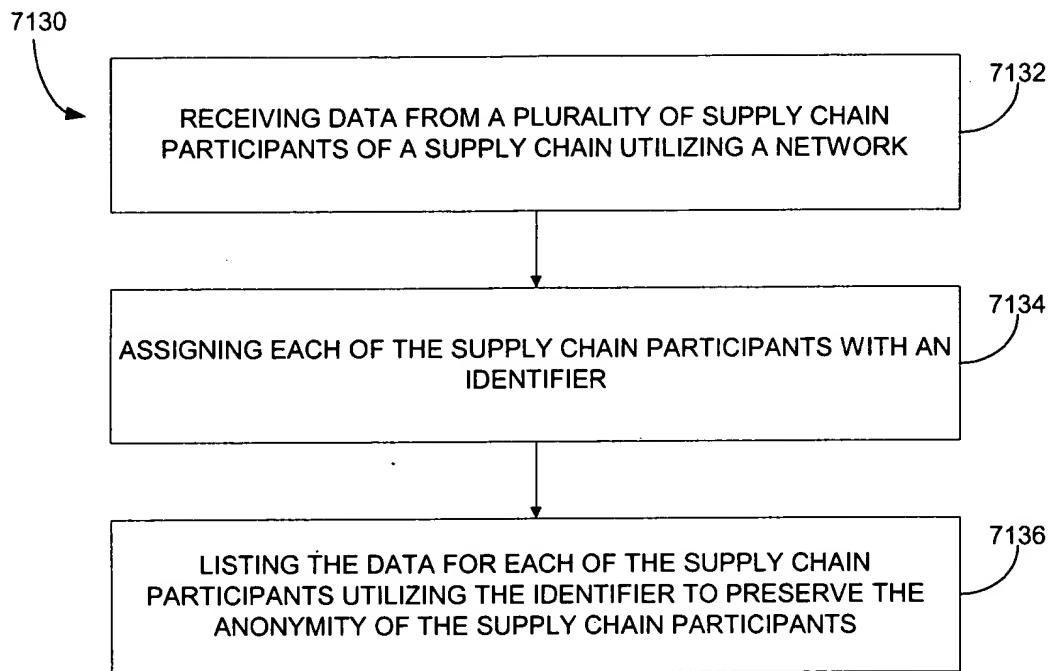 7130
7132
RECEIVING DATA FROM A PLURALITY OF SUPPLY CHAIN
PARTICIPANTS OF A SUPPLY CHAIN UTILIZING A NETWORK
7134
ASSIGNING EACH OF THE SUPPLY CHAIN PARTICIPANTS WITH AN
IDENTIFIER
7136
LISTING THE DATA FOR EACH OF THE SUPPLY CHAIN
PARTICIPANTS UTILIZING THE IDENTIFIER TO PRESERVE THE
ANONYMITY OF THE SUPPLY CHAIN PARTICIPANTS